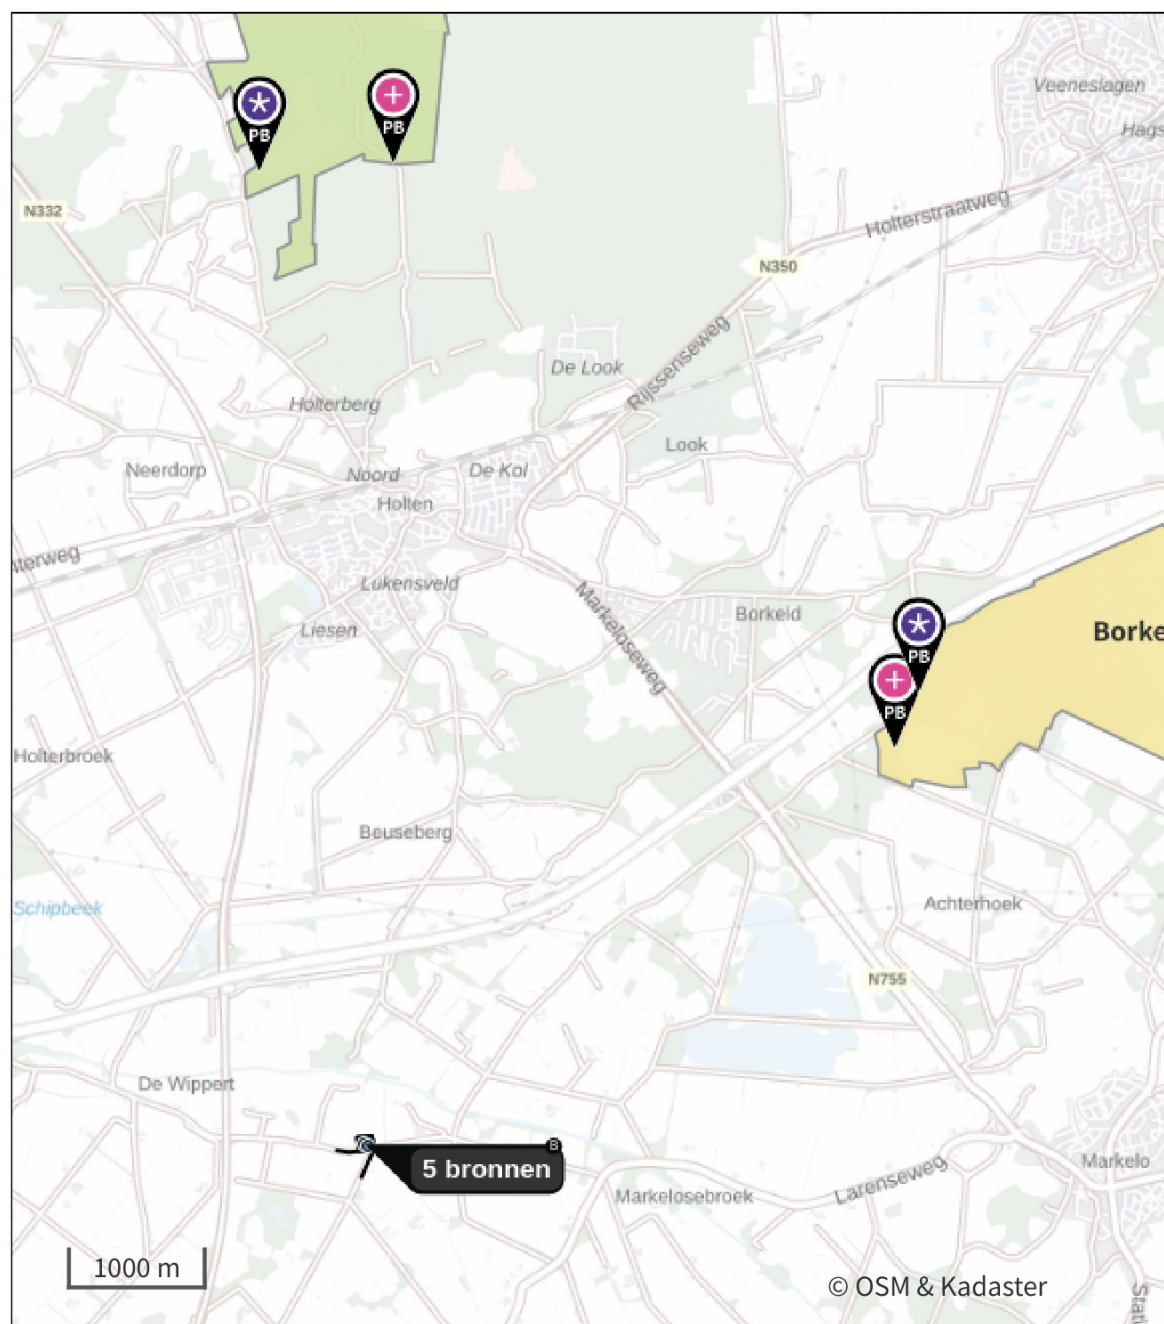 Veeneslagen
PB
PB
Hags
N332
Holterstraatweg
N350
Rijssenseweg
De Look
Holterberg
Look
Neerdorp
Noord
De Kol
Holten
lterweg
Lukensveld
Markeloseweg
Borkeld
Liesen
Borke
PB
PB
Holterbroek
Beuseberg
Schipbeek
Achterhoek
N755
De Wippert
B
5 bronnen
Markelo
Larenseweg
Markelosebroek
1000 m
© OSM & Kadaster
Stat